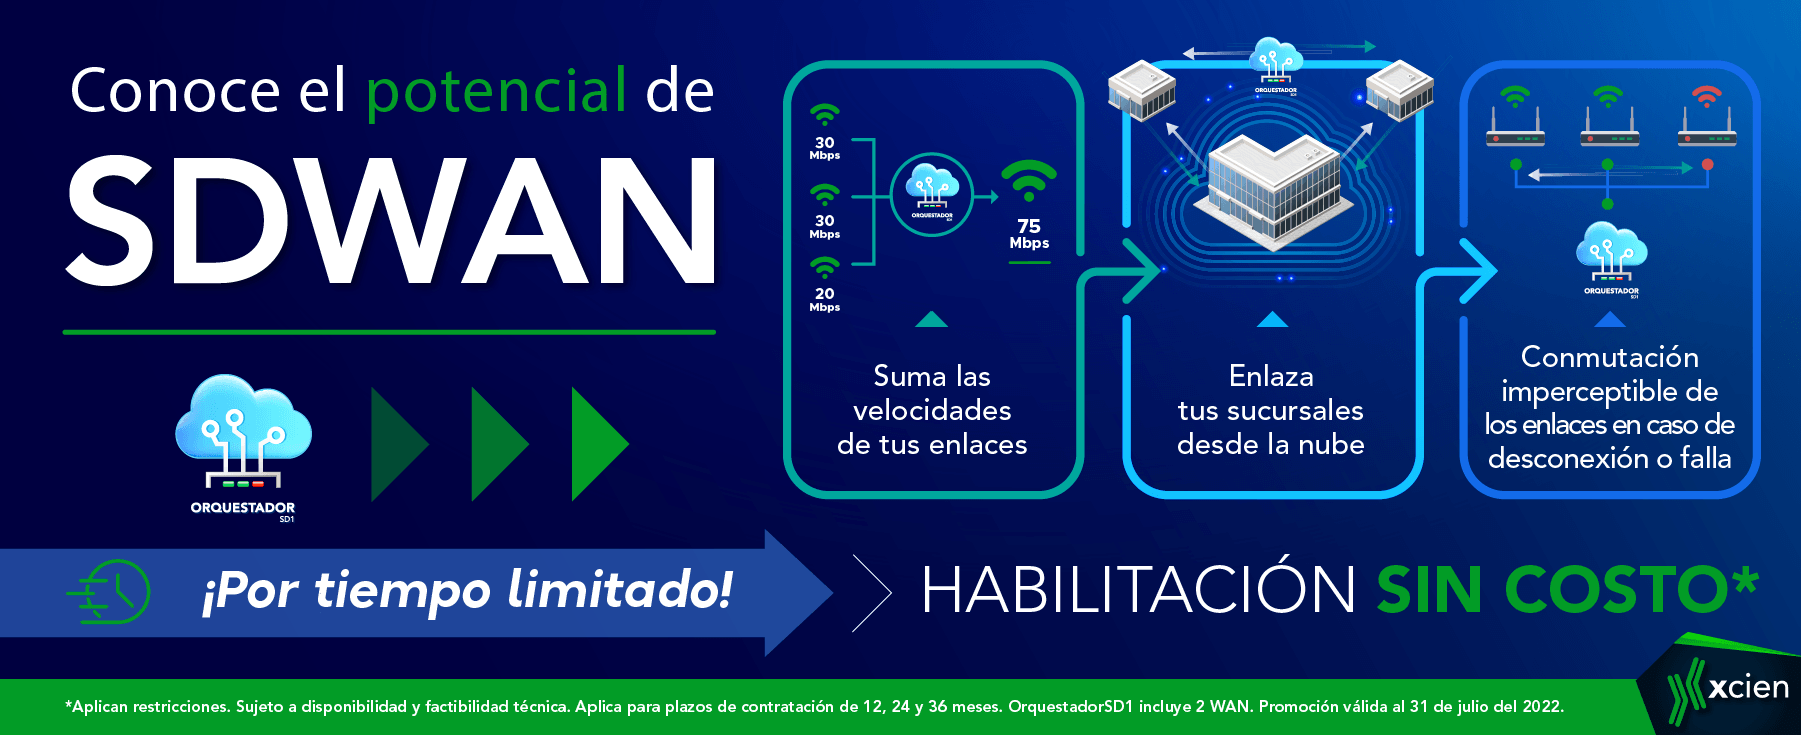 Conoce el potencial de
SDWAN
ORQUESTADOR
SD1
30
Mbps
30
Mbps
20
Mbps
ORQUESTADOR
SD1
75
Mbps
Suma las
velocidades
de tus enlaces
ORQUESTADOR
SD1
Enlaza
tus sucursales
desde la nube
ORQUESTADOR
SD1
Conmutación
imperceptible de
los enlaces en caso de
desconexión o falla
¡Por tiempo limitado!
HABILITACIÓN SIN COSTO*
*Aplican restricciones. Sujeto a disponibilidad y factibilidad técnica. Aplica para plazos de contratación de 12, 24 y 36 meses. OrquestadorSD1 incluye 2 WAN. Promoción válida al 31 de julio del 2022.
xcien